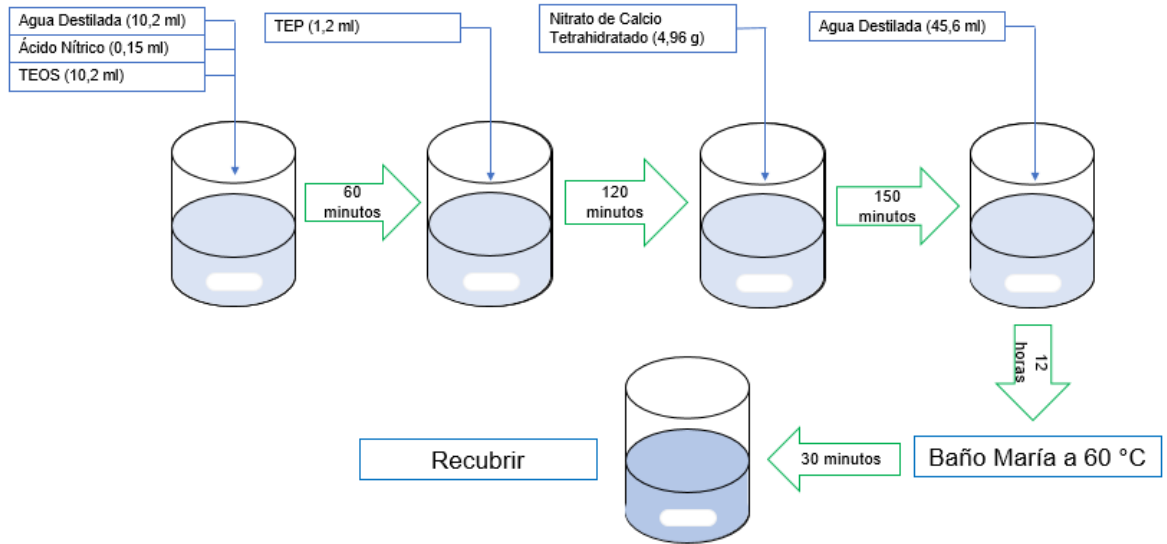 Agua Destilada (10,2 ml)
Ácido Nítrico (0,15 ml)
TEOS (10,2 ml)
TEP (1,2 ml)
Nitrato de Calcio
Tetrahidratado (4,96 g)
Agua Destilada (45,6 ml)
60
minutos
120
minutos
150
minutos
12
horas
Baño María a 60 °C
30 minutos
Recubrir